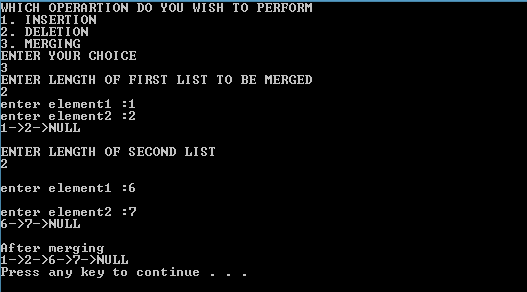 WHICH OPERARTION DO YOU WISH TO PERFORM
1. INSERTION
2. DELETION
3. MERGING
ENTER YOUR CHOICE
3
ENTER LENGTH OF FIRST LIST TO BE MERGED
2
enter element1 :1
enter element2 :2
1->2->NULL
ENTER LENGTH OF SECOND LIST
2
enter element1 :6
enter element2 :7
6->7->NULL
After merging
1->2->6->7->NULL
Press any key to continue . . .